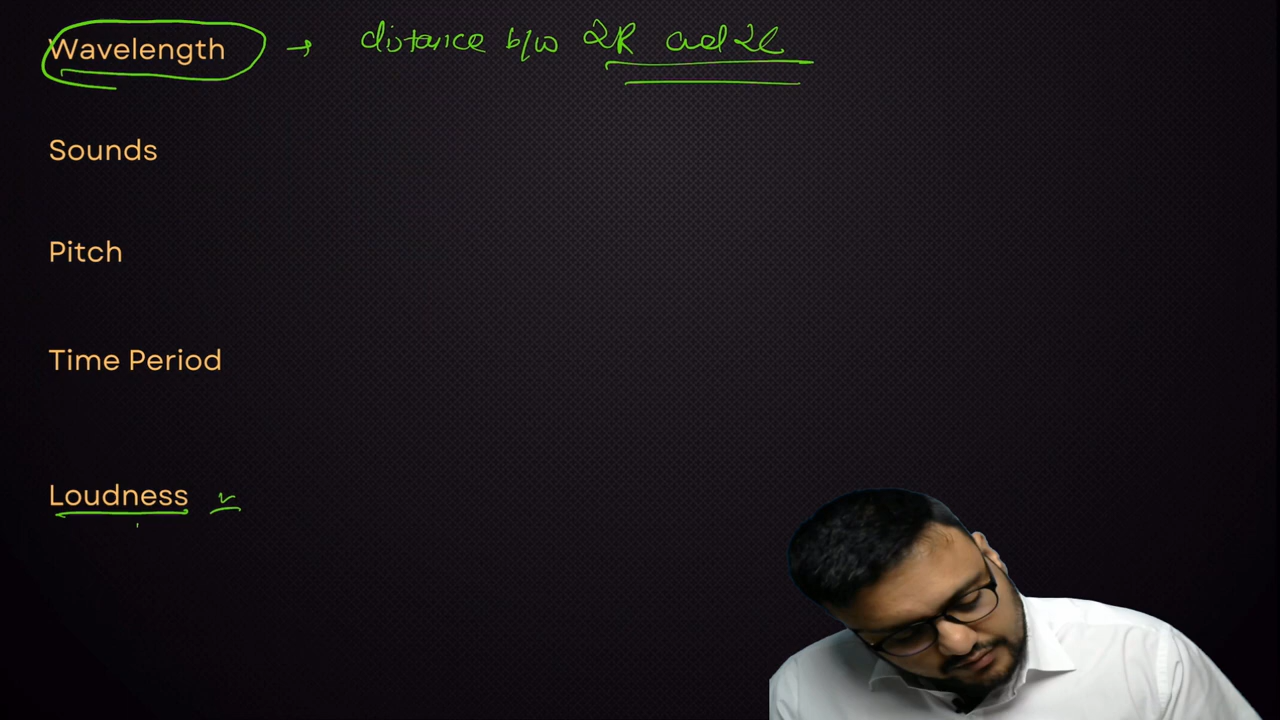 Wavelength → distance b/w 2R and 2C
Sounds
Pitch
Time Period
Loudness